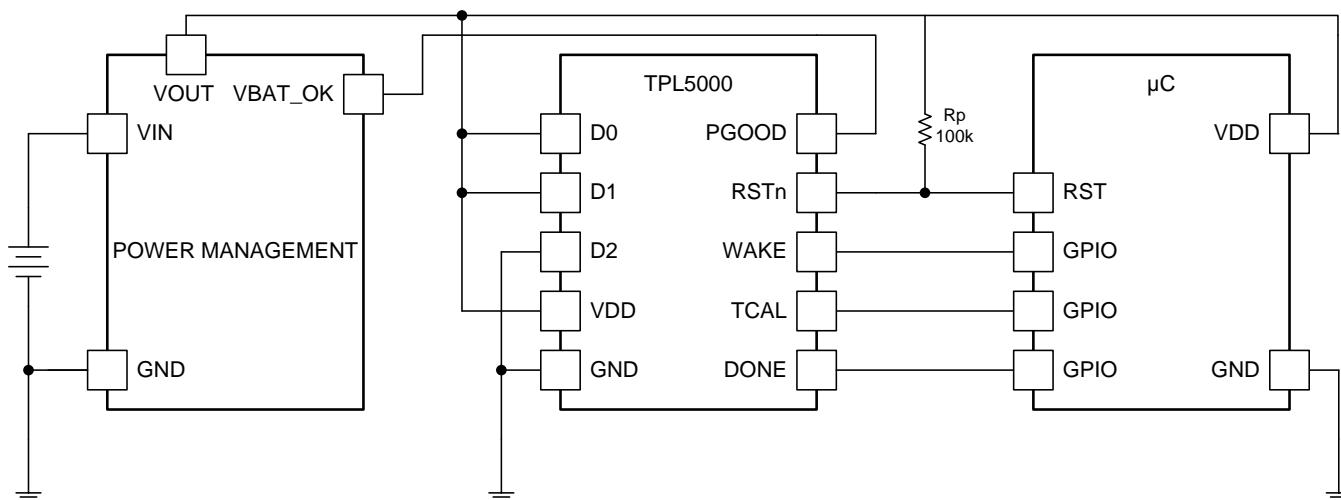 VOUT
VBAT_OK
VIN
POWER MANAGEMENT
GND
TPL5000
D0
PGOOD
D1
RSTn
D2
WAKE
VDD
TCAL
GND
DONE
Rp
100k
µC
VDD
RST
GPIO
GPIO
GPIO
GND